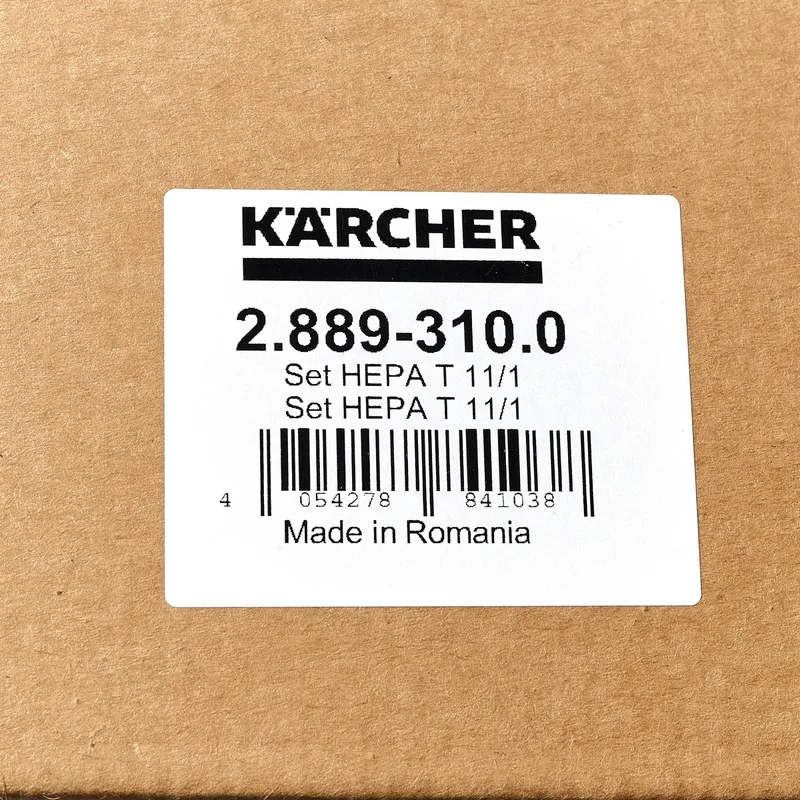 KÄRCHER
2.889-310.0
Set HEPA T 11/1
Set HEPA T 11/1
4 054278 841038
Made in Romania